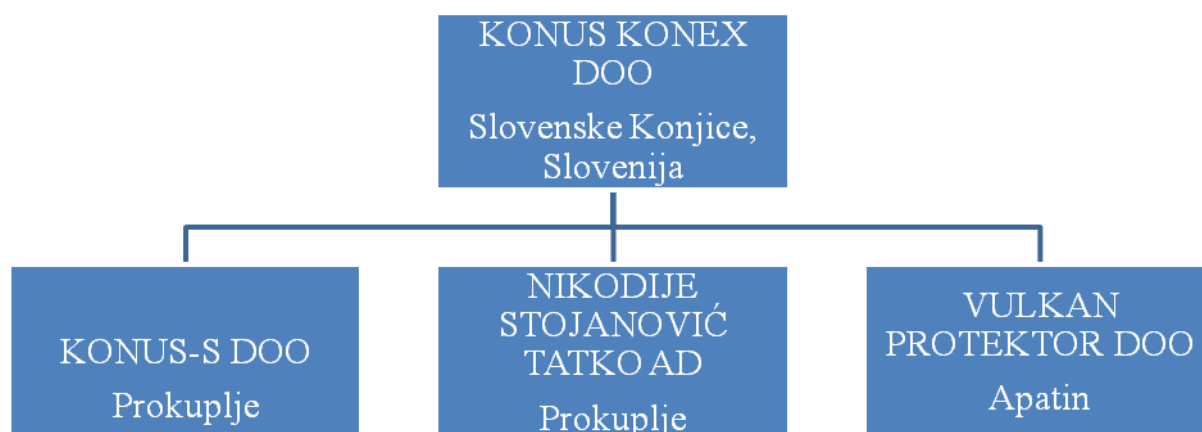 KONUS KONEX
DOO
Slovenske Konjice,
Slovenija
KONUS-S DOO
Prokuplje
NIKODIJE
STOJANOVIĆ
TATKO AD
Prokuplje
VULKAN
PROTEKTOR DOO
Apatin